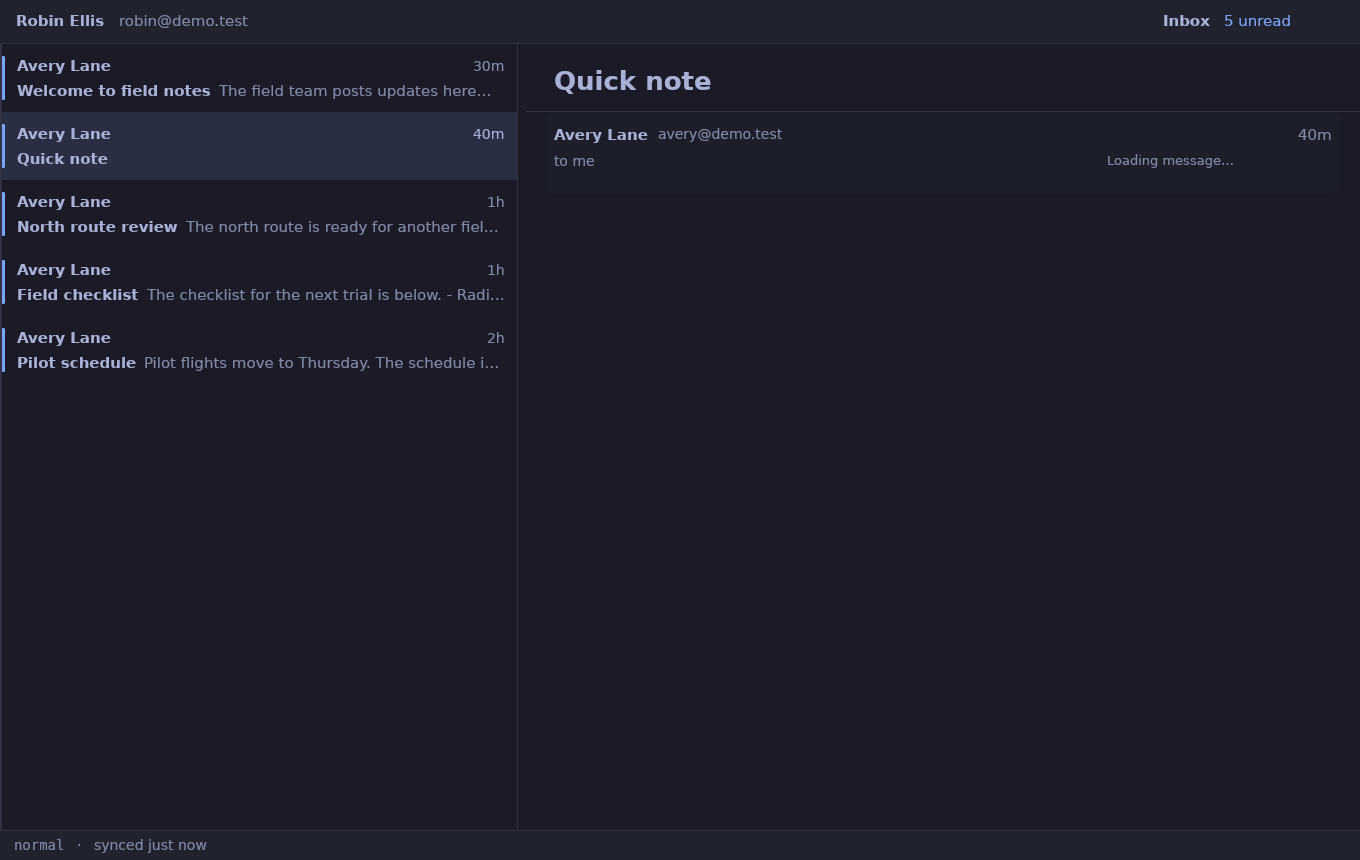 Robin Ellis robin@demo.test
Inbox 5 unread
Avery Lane 30m
Welcome to field notes The field team posts updates here…
Avery Lane 40m
Quick note
Avery Lane 1h
North route review The north route is ready for another fiel…
Avery Lane 1h
Field checklist The checklist for the next trial is below. - Radi…
Avery Lane 2h
Pilot schedule Pilot flights move to Thursday. The schedule i…
Quick note
Avery Lane avery@demo.test 40m
to me Loading message…
normal · synced just now